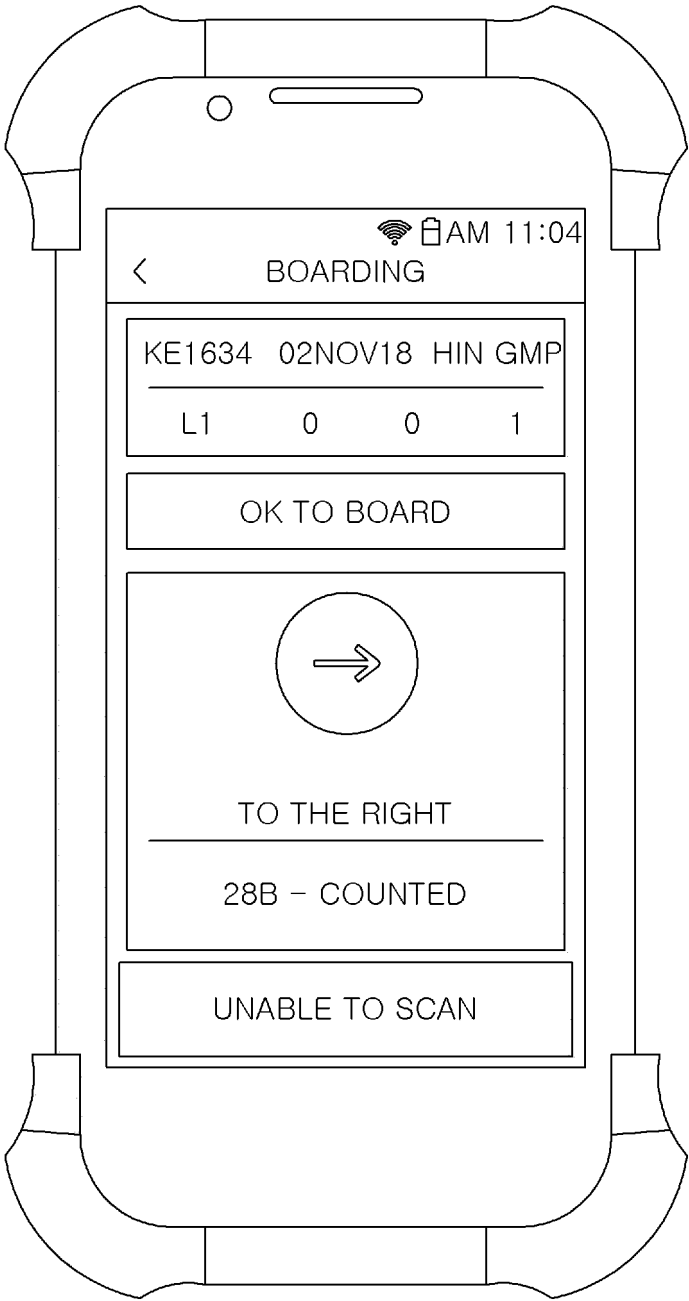 AM 11:04
BOARDING
KE1634 02NOV18 HIN GMP
L1 0 0 1
OK TO BOARD
TO THE RIGHT
28B - COUNTED
UNABLE TO SCAN